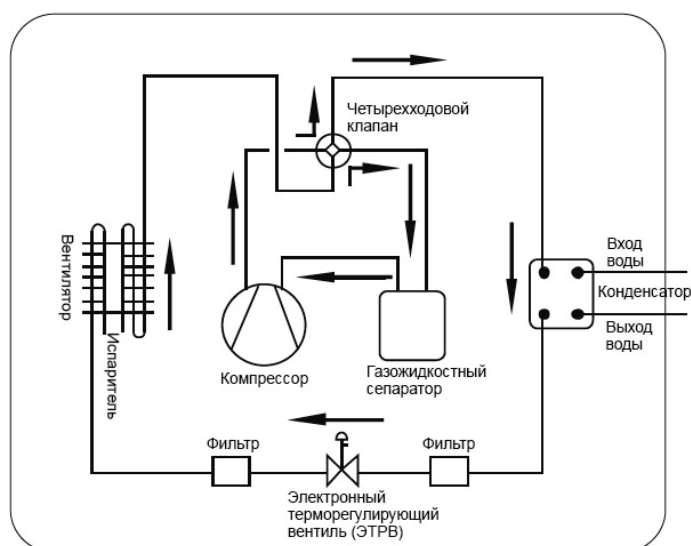 Четырехходовой
клапан
Вентилятор
Испаритель
Вход
воды
Конденсатор
Выход
воды
Компрессор
Газожидкостный
сепаратор
Фильтр
Фильтр
Электронный
терморегулирующий
вентиль (ЭТРВ)